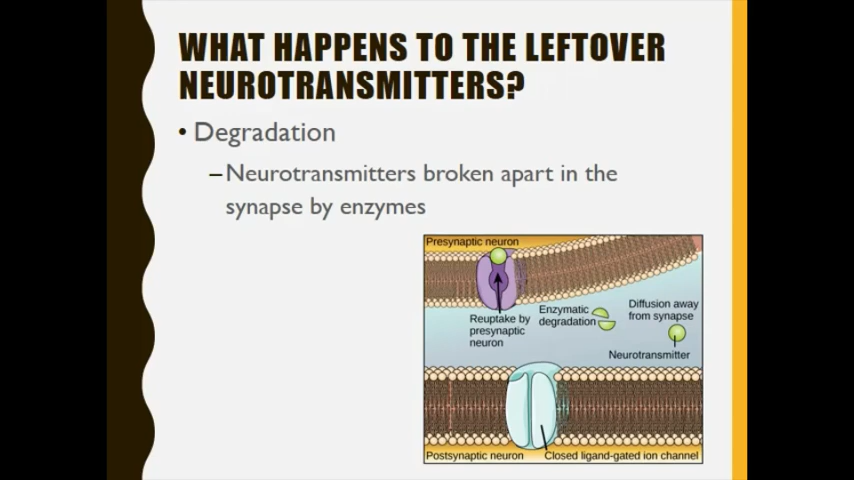 WHAT HAPPENS TO THE LEFTOVER
NEUROTRANSMITTERS?
• Degradation
–Neurotransmitters broken apart in the
synapse by enzymes
Presynaptic neuron
Reuptake by
presynaptic
neuron
Enzymatic
degradation
Diffusion away
from synapse
Neurotransmitter
Postsynaptic neuron
Closed ligand-gated ion channel